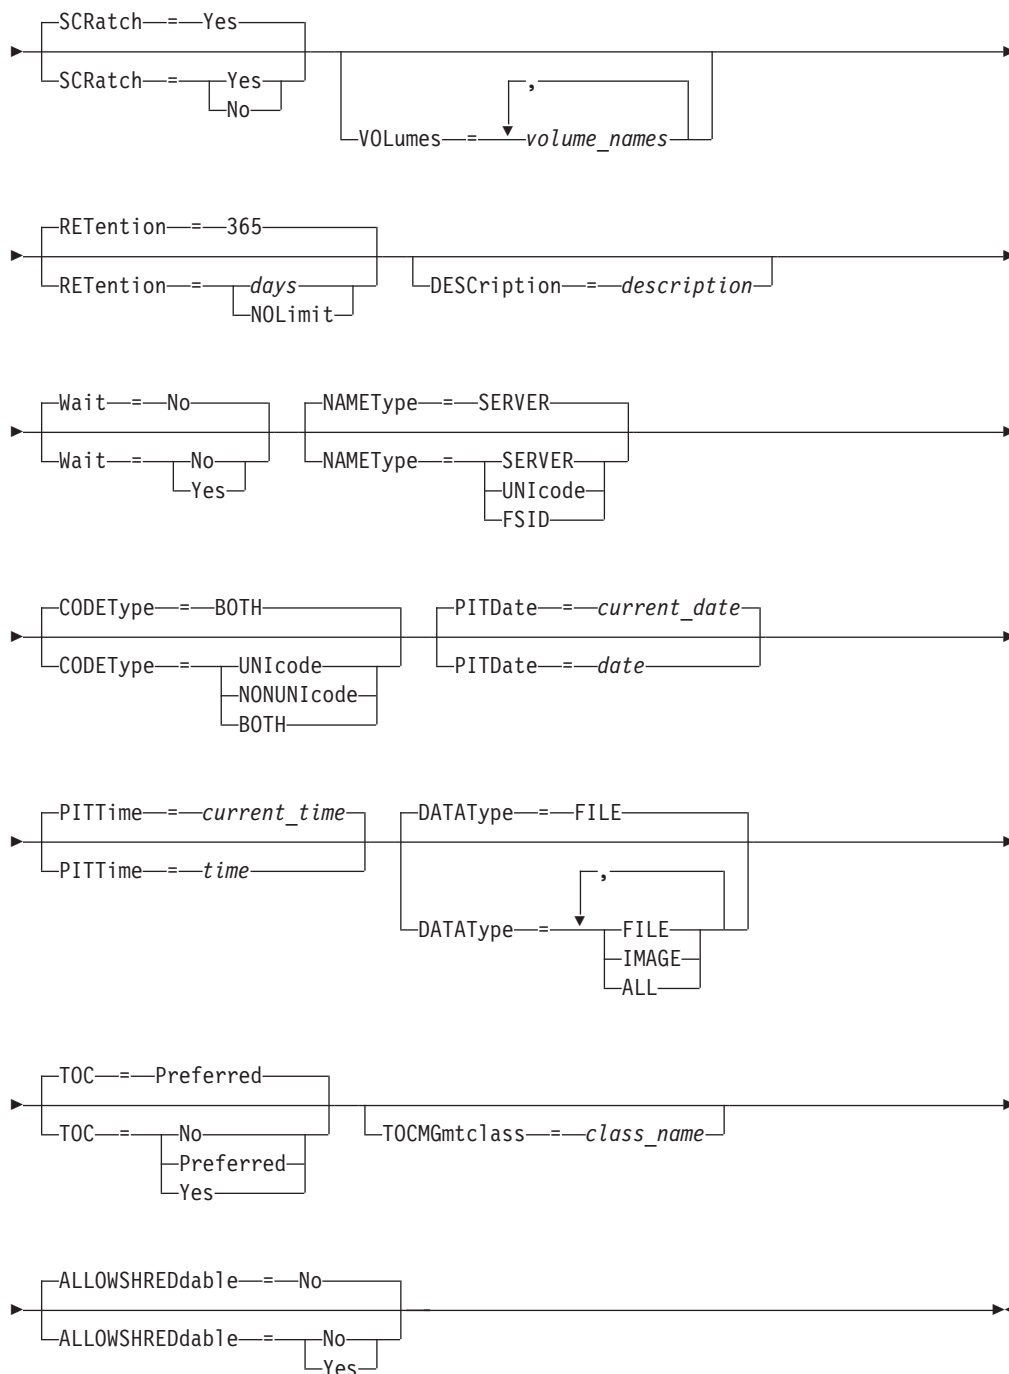 SCRatch = Yes
SCRatch = Yes
No
,
VOLumes = volume_names
RETention = 365
RETention = days
NOLimit
DESCription = description
Wait = No
Wait = No
Yes
NAMEType = SERVER
NAMEType = SERVER
UNIcode
FSID
CODEType = BOTH
CODEType = UNIcode
NONUNIcode
BOTH
PITDate = current_date
PITDate = date
PITTime = current_time
PITTime = time
DATAType = FILE
,
DATAType = FILE
IMAGE
ALL
TOC = Preferred
TOC = No
Preferred
Yes
TOCMGmtclass = class_name
ALLOWSHREDdable = No
ALLOWSHREDdable = No
Yes